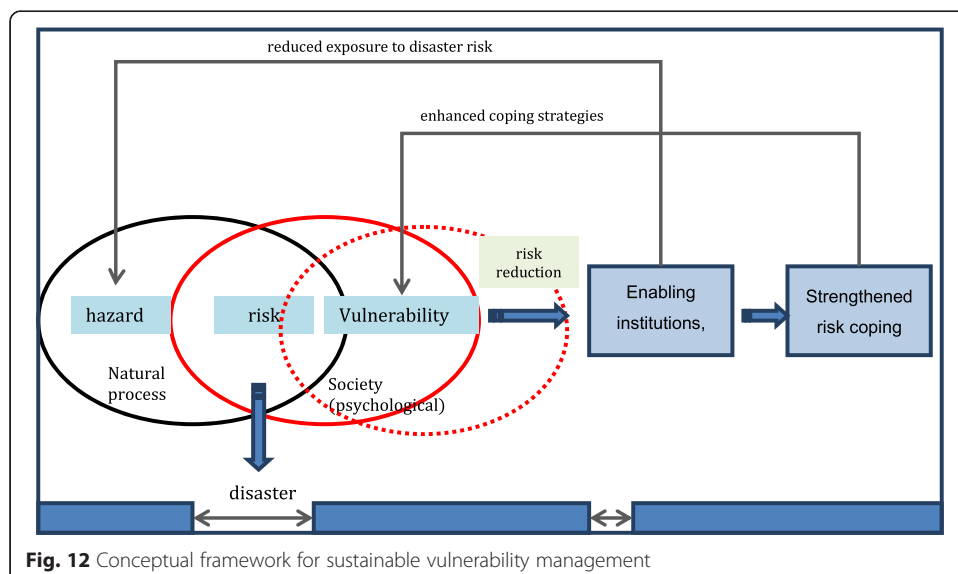 reduced exposure to disaster risk
enhanced coping strategies
risk
reduction
hazard
risk
Vulnerability
Enabling
institutions,
Strengthened
risk coping
Natural
process
Society
(psychological)
disaster
Fig. 12 Conceptual framework for sustainable vulnerability management